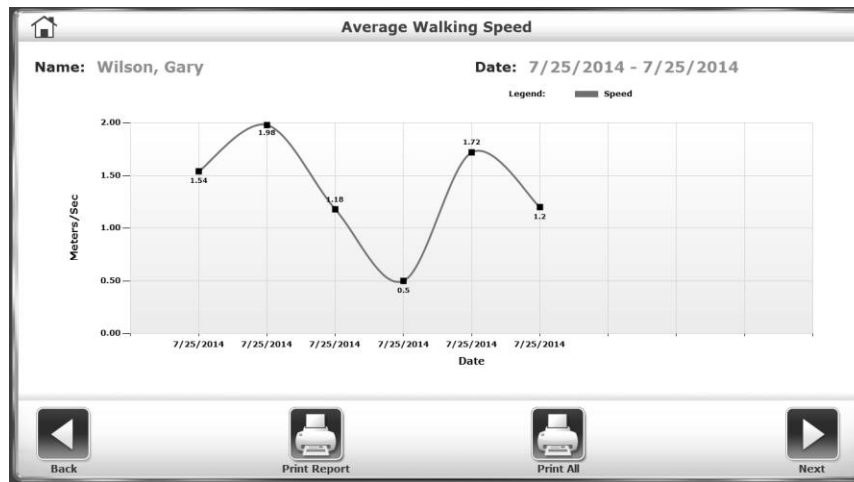 Average Walking Speed
Name: Wilson, Gary
Date: 7/25/2014 - 7/25/2014
Legend: Speed
2.00
1.50
1.00
0.50
0.00
Meters/Sec
1.54
1.98
1.18
0.5
1.72
1.2
7/25/2014 7/25/2014 7/25/2014 7/25/2014 7/25/2014 7/25/2014
Date
Back
Print Report
Print All
Next